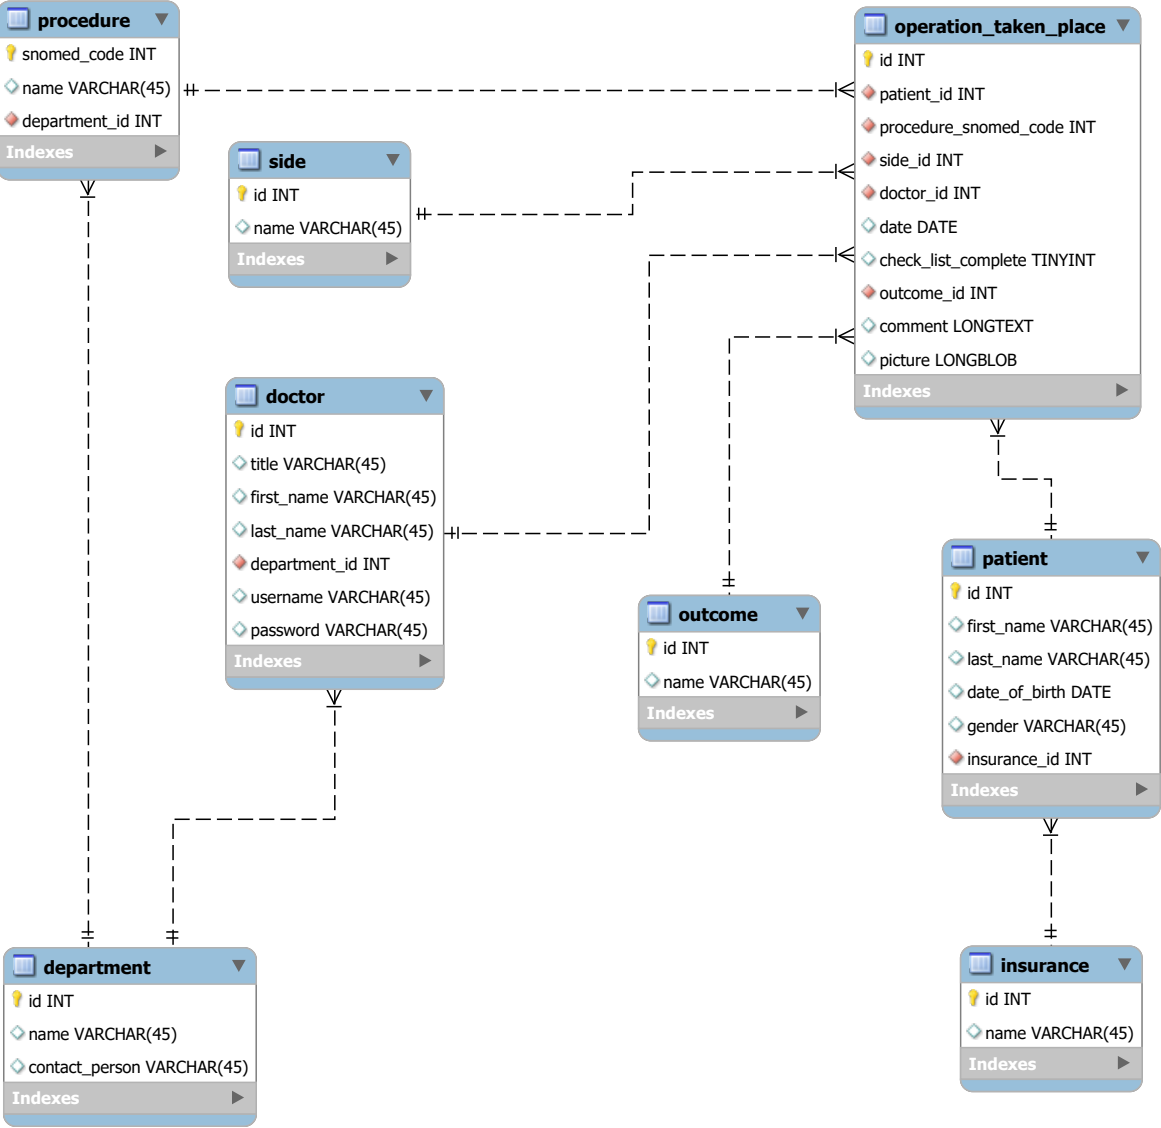 procedure
snomed_code INT
name VARCHAR(45)
department_id INT
Indexes
side
id INT
name VARCHAR(45)
Indexes
operation_taken_place
id INT
patient_id INT
procedure_snomed_code INT
side_id INT
doctor_id INT
date DATE
check_list_complete TINYINT
outcome_id INT
comment LONGTEXT
picture LONGBLOB
Indexes
doctor
id INT
title VARCHAR(45)
first_name VARCHAR(45)
last_name VARCHAR(45)
department_id INT
username VARCHAR(45)
password VARCHAR(45)
Indexes
outcome
id INT
name VARCHAR(45)
Indexes
patient
id INT
first_name VARCHAR(45)
last_name VARCHAR(45)
date_of_birth DATE
gender VARCHAR(45)
insurance_id INT
Indexes
department
id INT
name VARCHAR(45)
contact_person VARCHAR(45)
Indexes
insurance
id INT
name VARCHAR(45)
Indexes